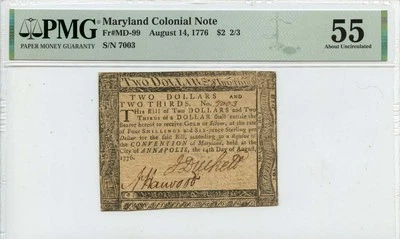 PMG
PAPER MONEY GUARANTY
Maryland Colonial Note
Fr#MD-99 August 14, 1776 $2 2/3
S/N 7003
PMG
55
About Uncirculated
TWO DOLLARS AND
TWO THIRDS. No. 7003
THIS Bill of Two DOLLARS and Two
THIRDS of a DOLLAR shall entitle the
Bearer hereof to receive GOLD or SILVER, at the rate
of Four SHILLINGS and Six-pence Sterling per
Dollar for the said Bill, according to a Resolve of
the CONVENTION of Maryland, held at the
City of ANNAPOLIS, the 14th Day of August,
1776.
J Duckett